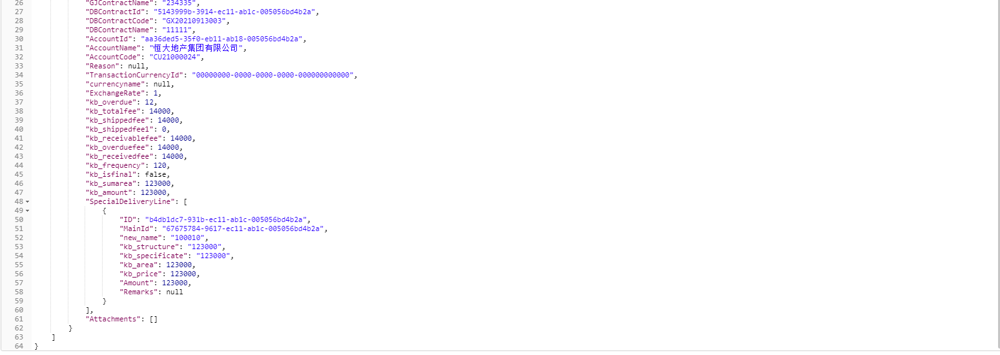 26 "GJContractName": "234335",
27 "DBContractId": "5143999b-3914-ec11-ab1c-005056bd4b2a",
28 "DBContractCode": "GX20210913003",
29 "DBContractName": "11111",
30 "AccountId": "aa36ded5-35f0-eb11-ab18-005056bd4b2a",
31 "AccountName": "恒大地产集团有限公司",
32 "AccountCode": "CU21000024",
33 "Reason": null,
34 "TransactionCurrencyId": "00000000-0000-0000-0000-000000000000",
35 "currencyname": null,
36 "ExchangeRate": 1,
37 "kb_overdue": 12,
38 "kb_totalfee": 14000,
39 "kb_shippedfee": 14000,
40 "kb_shippedfee1": 0,
41 "kb_receivablefee": 14000,
42 "kb_overduefee": 14000,
43 "kb_receivedfee": 14000,
44 "kb_frequency": 120,
45 "kb_isfinal": false,
46 "kb_sumarea": 123000,
47 "kb_amount": 123000,
48 "SpecialDeliveryLine": [
49 {
50 "ID": "b4db1dc7-931b-ec11-ab1c-005056bd4b2a",
51 "MainId": "67675784-9617-ec11-ab1c-005056bd4b2a",
52 "new_name": "100010",
53 "kb_structure": "123000",
54 "kb_specificate": "123000",
55 "kb_area": 123000,
56 "kb_price": 123000,
57 "Amount": 123000,
58 "Remarks": null
59 }
60 ],
61 "Attachments": []
62 }
63 ]
64 }